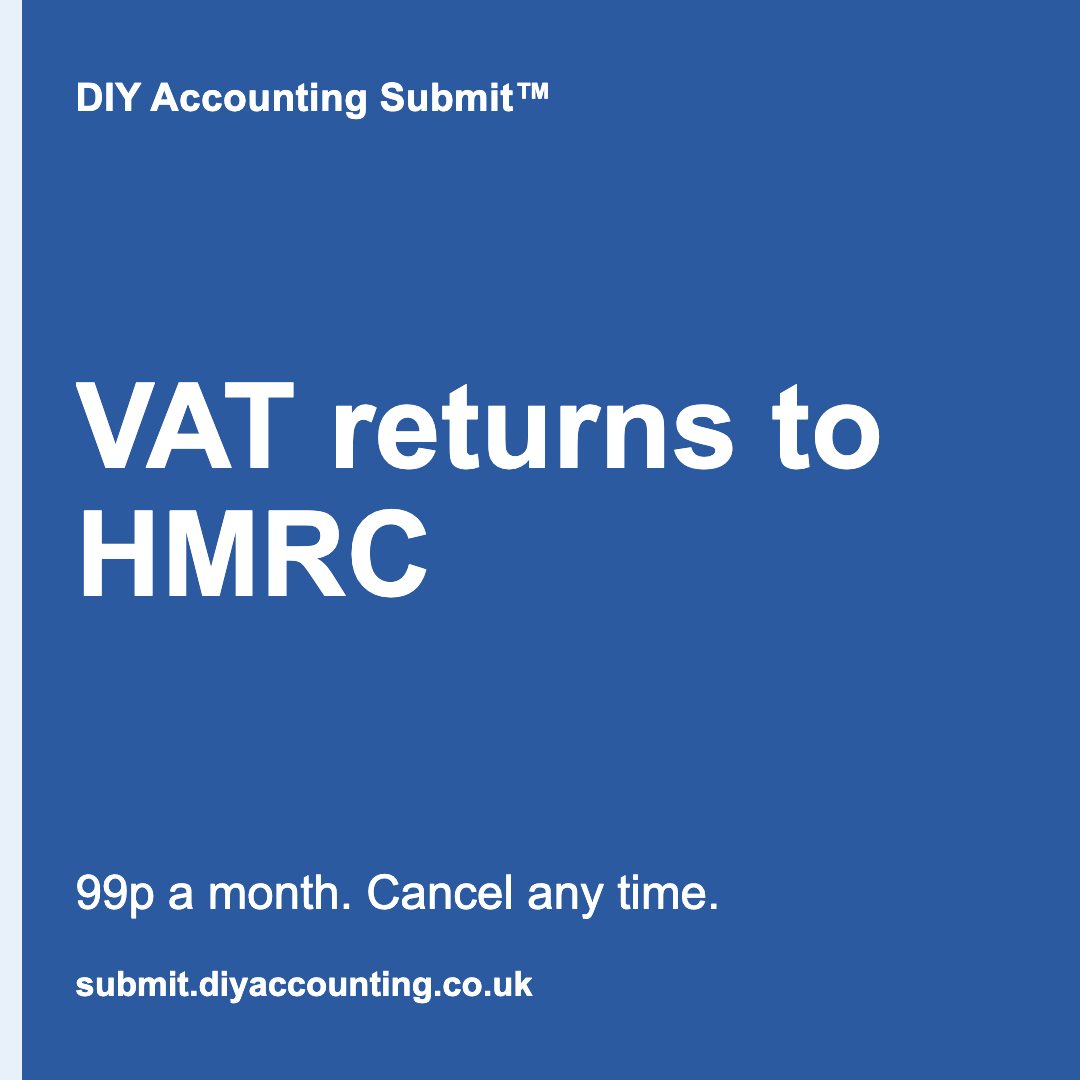 DIY Accounting Submit™
VAT returns to
HMRC
99p a month. Cancel any time.
submit.diyaccounting.co.uk